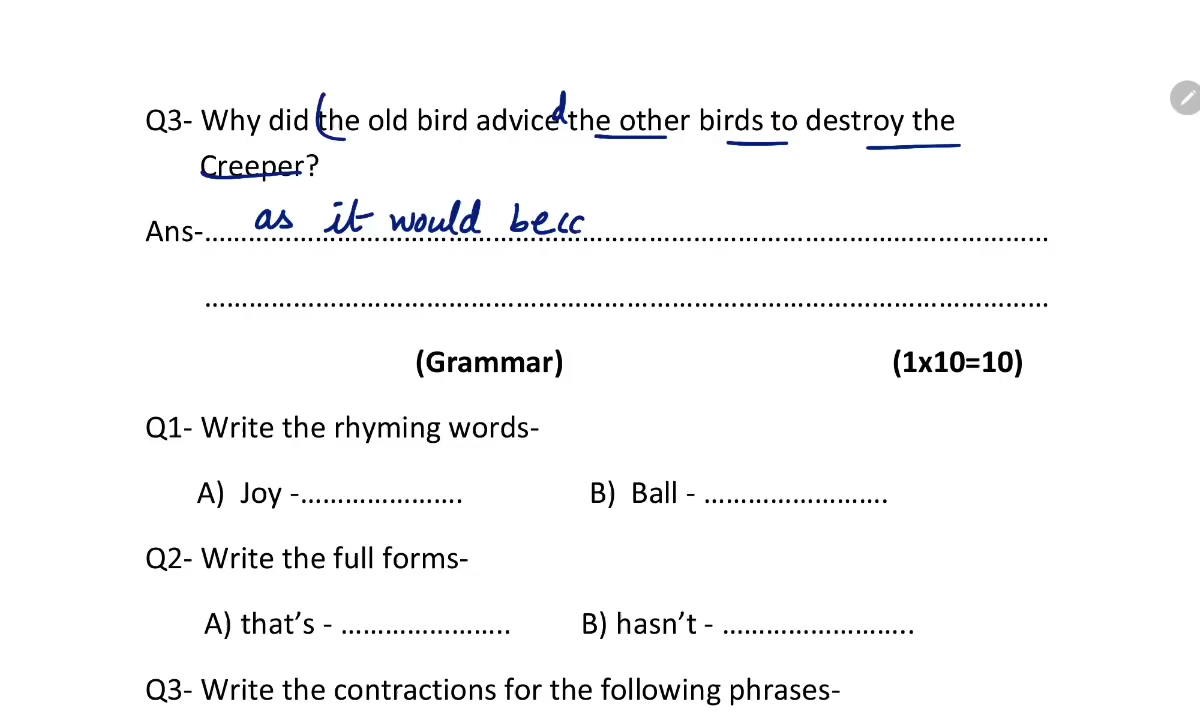 Q3- Why did the old bird adviced the other birds to destroy the
Creeper?
Ans-.......... as it would becc ..........
....................................................................................
(Grammar) (1x10=10)
Q1- Write the rhyming words-
A) Joy -...................... B) Ball - .........................
Q2- Write the full forms-
A) that’s - ....................... B) hasn’t - ..........................
Q3- Write the contractions for the following phrases-